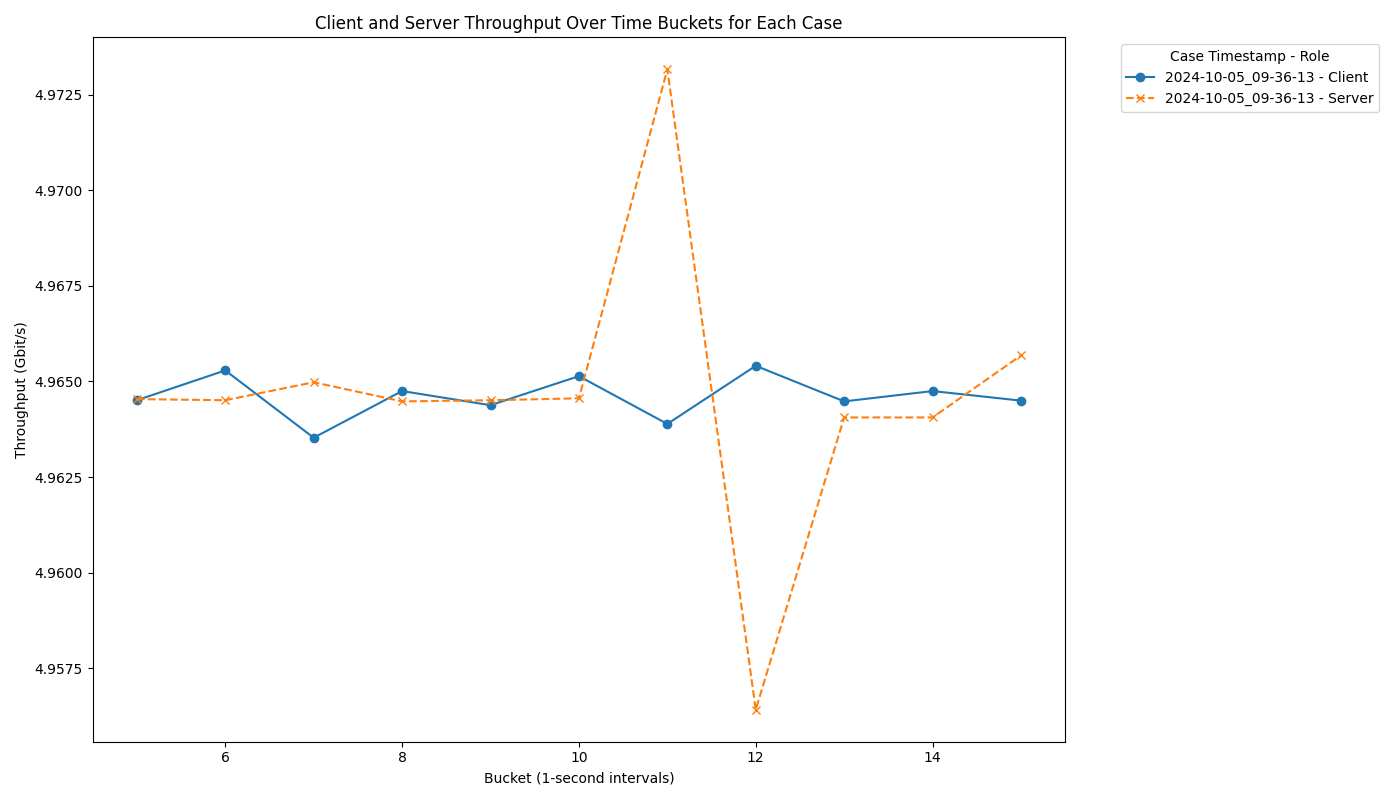 Client and Server Throughput Over Time Buckets for Each Case
Case Timestamp - Role
2024-10-05_09-36-13 - Client
2024-10-05_09-36-13 - Server
Throughput (Gbit/s)
4.9725
4.9700
4.9675
4.9650
4.9625
4.9600
4.9575
6 8 10 12 14
Bucket (1-second intervals)